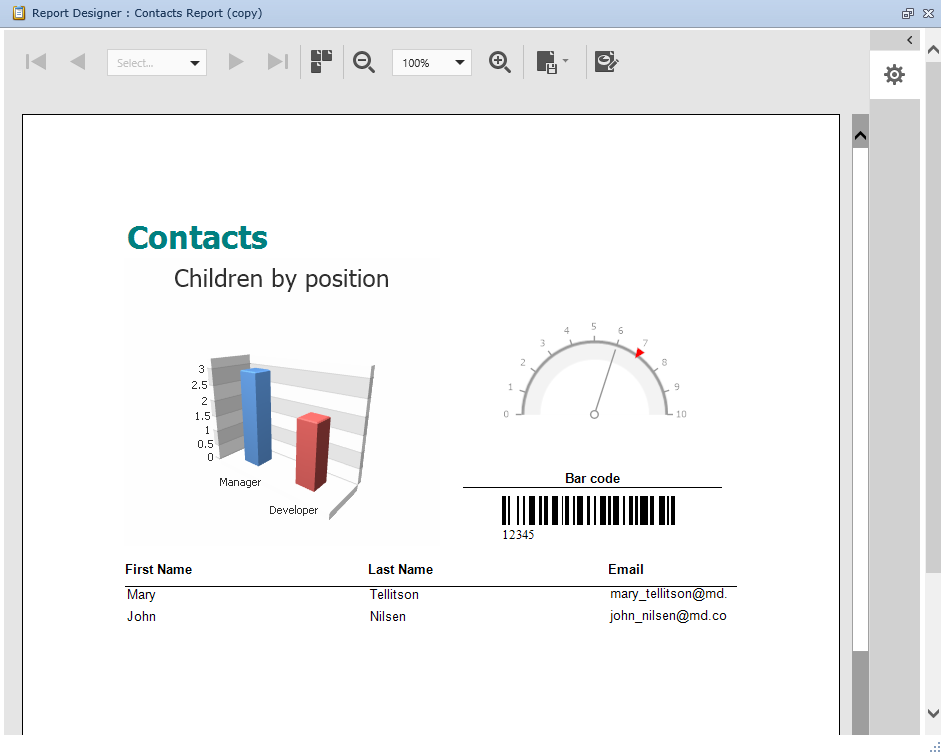 Report Designer : Contacts Report (copy)
Select...
100%
Contacts
Children by position
3
2.5
2
1.5
1
0.5
0
Manager
Developer
0
1
2
3
4
5
6
7
8
9
10
Bar code
12345
First Name Last Name Email
Mary Tellitson mary_tellitson@md.
John Nilsen john_nilsen@md.co